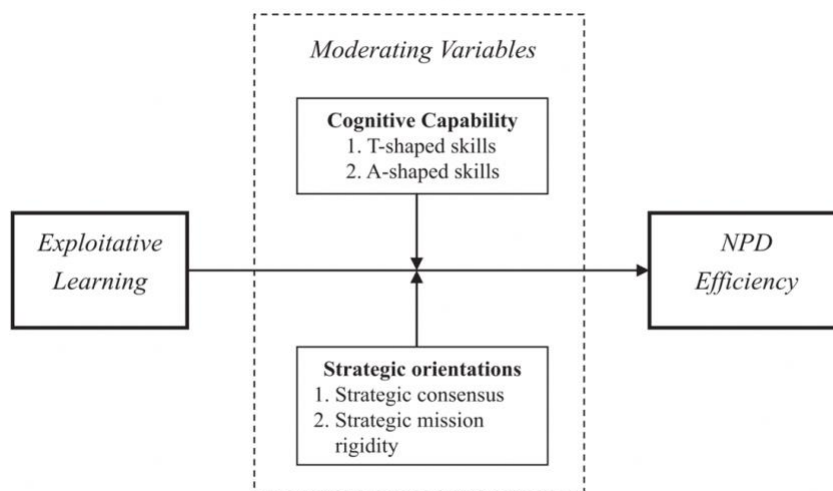 Moderating Variables
Cognitive Capability
1. T-shaped skills
2. A-shaped skills
Exploitative
Learning
NPD
Efficiency
Strategic orientations
1. Strategic consensus
2. Strategic mission
rigidity